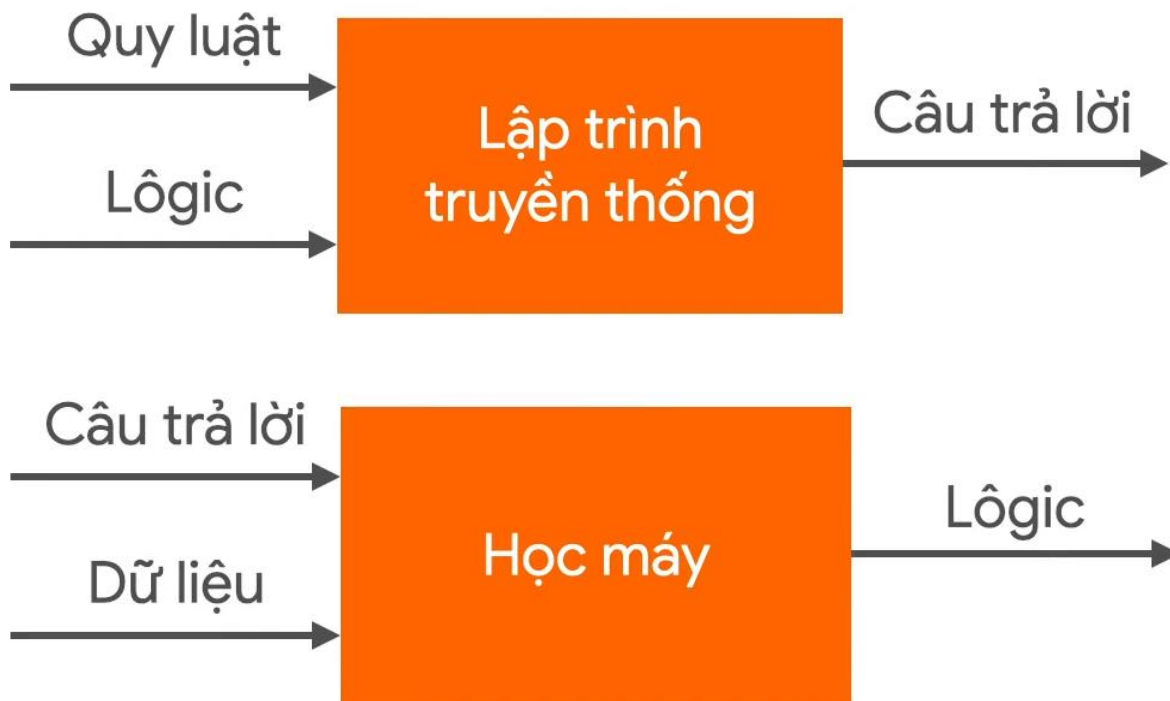 Quy luật
Lôgic
Lập trình
truyền thống
Câu trả lời
Câu trả lời
Dữ liệu
Học máy
Lôgic